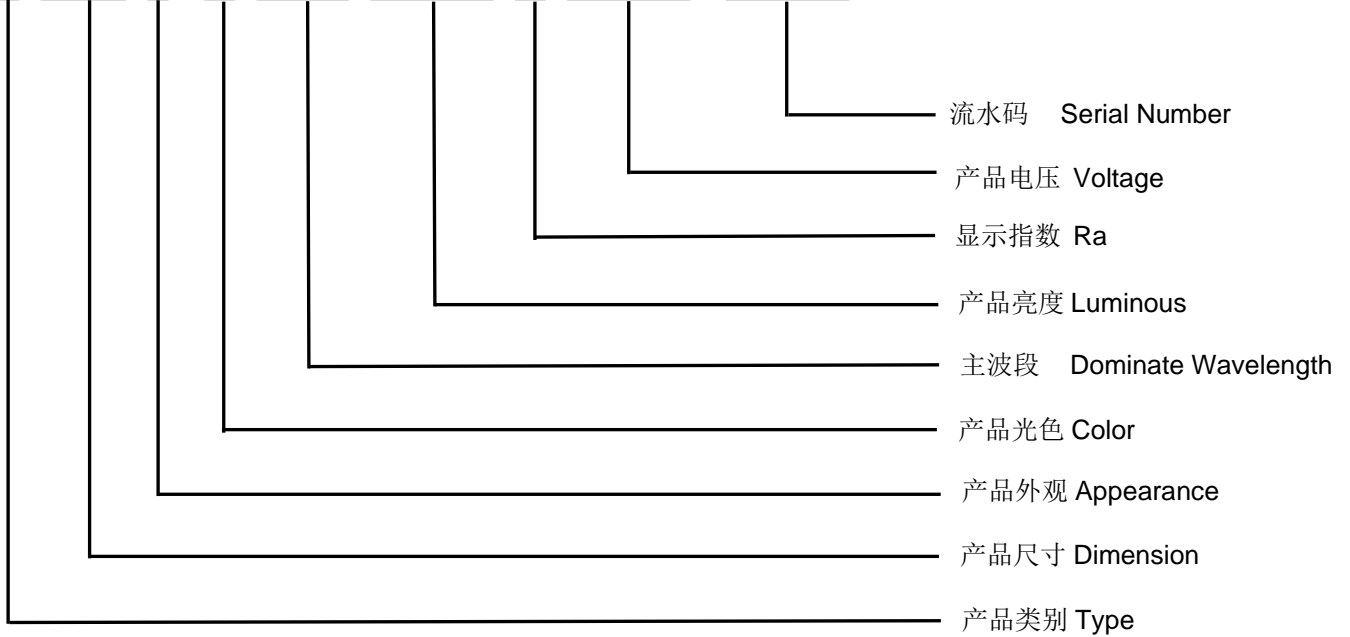 流水码 Serial Number
产品电压 Voltage
显示指数 Ra
产品亮度 Luminous
主波段 Dominate Wavelength
产品光色 Color
产品外观 Appearance
产品尺寸 Dimension
产品类别 Type